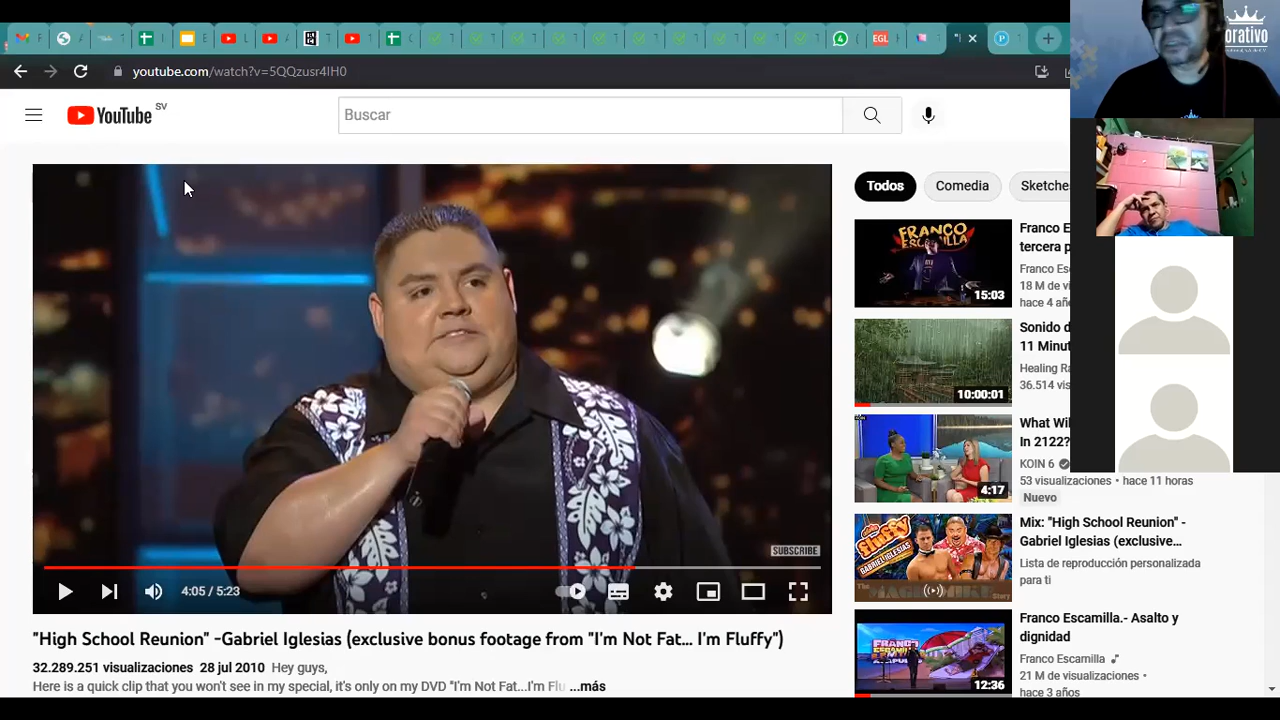 youtube.com/watch?v=5QQzusr4lH0
YouTube SV
Buscar
orativo
Todos
Comedia
Sketche
FRANCO
ESCAMILLA
15:03
Franco E
tercera p
Franco Es
18 M de vi
hace 4 añ
10:00:01
Sonido d
11 Minut
Healing Ra
36.514 vis
4:17
What Wil
In 2122?
KOIN 6
53 visualizaciones • hace 11 horas
Nuevo
fluffy
GABRIEL IGLESIAS
Mix: "High School Reunion" -
Gabriel Iglesias (exclusive…
Lista de reproducción personalizada
para ti
12:36
Franco Escamilla.- Asalto y
dignidad
Franco Escamilla
21 M de visualizaciones •
hace 3 años
SUBSCRIBE
4:05 / 5:23
"High School Reunion" -Gabriel Iglesias (exclusive bonus footage from "I'm Not Fat... I'm Fluffy")
32.289.251 visualizaciones 28 jul 2010 Hey guys,
Here is a quick clip that you won't see in my special, it's only on my DVD "I'm Not Fat...I'm Flu ...más